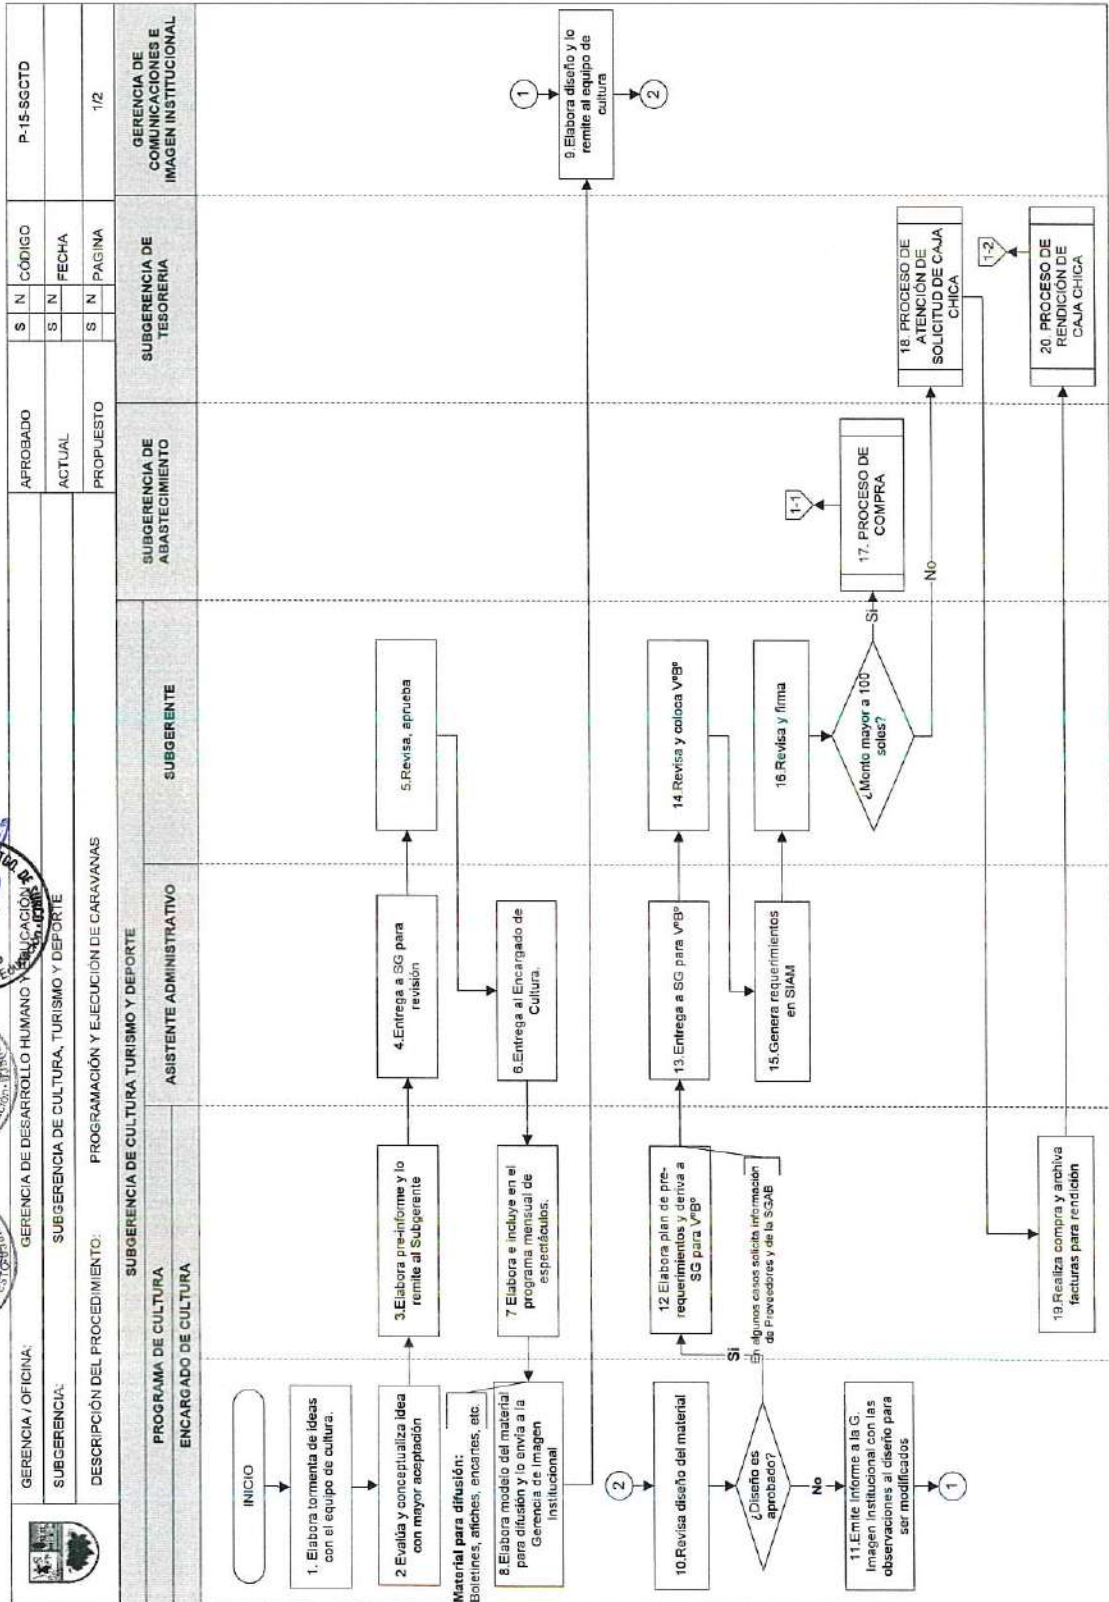 GERENCIA / OFICINA:
GERENCIA DE DESARROLLO HUMANO Y EDUCACIÓN
APROBADO
S
N
CÓDIGO
P-15-SGCTD
SUBGERENCIA:
SUBGERENCIA DE CULTURA, TURISMO Y DEPORTE
ACTUAL
S
N
FECHA
DESCRIPCIÓN DEL PROCEDIMIENTO:
PROGRAMACIÓN Y EJECUCIÓN DE CARAVANAS
PROPUESTO
S
N
PAGINA
1/2
SUBGERENCIA DE CULTURA TURISMO Y DEPORTE
PROGRAMA DE CULTURA
ENCARGADO DE CULTURA
ASISTENTE ADMINISTRATIVO
SUBGERENTE
SUBGERENCIA DE
ABASTECIMIENTO
SUBGERENCIA DE
TESORERIA
GERENCIA DE
COMUNICACIONES E
IMAGEN INSTITUCIONAL
INICIO
1. Elabora tormenta de ideas
con el equipo de cultura.
2 Evalúa y conceptualiza idea
con mayor aceptación
3.Elabora pre-informe y lo
remite al Subgerente
4.Entrega a SG para
revisión
5.Revisa, aprueba
6.Entrega al Encargado de
Cultura.
7 Elabora e incluye en el
programa mensual de
espectáculos.
Material para difusión:
Boletines, afiches, encartes, etc.
8.Elabora modelo del material
para difusión y lo envía a la
Gerencia de Imagen
Institucional
1
9.Elabora diseño y lo
remite al equipo de
cultura
2
2
10.Revisa diseño del material
¿Diseño es
aprobado?
Si
No
11.Emite Informe a la G.
Imagen Institucional con las
observaciones al diseño para
ser modificados
1
12 Elabora plan de pre-
requerimientos y deriva a
SG para VºBº
En algunos casos solicita información
de Proveedores y de la SGAB
13.Entrega a SG para VºBº
14.Revisa y coloca VºBº
15.Genera requerimientos
en SIAM
16.Revisa y firma
¿Monto mayor a 100
soles?
Si
No
17. PROCESO DE
COMPRA
1-1
18. PROCESO DE
ATENCIÓN DE
SOLICITUD DE CAJA
CHICA
19.Realiza compra y archiva
facturas para rendición
20. PROCESO DE
RENDICIÓN DE
CAJA CHICA
1-2